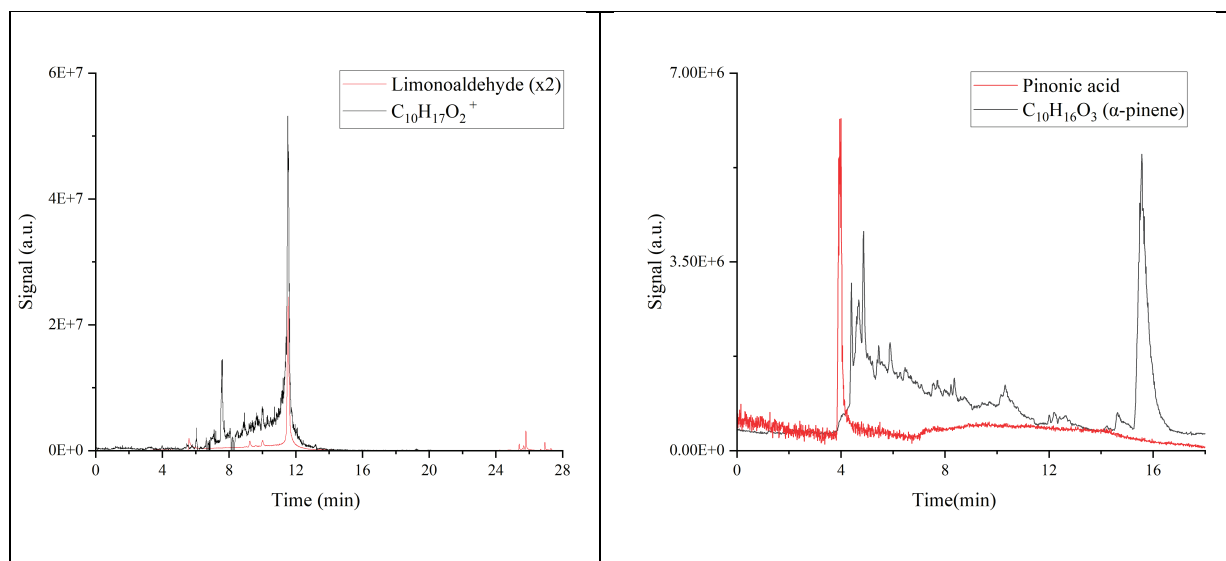 6E+7
4E+7
2E+7
0E+0
Signal (a.u.)
Limonoaldehyde (x2)
C₁₀H₁₇O₂⁺
0 4 8 12 16 20 24 28
Time (min)
7.00E+6
3.50E+6
0.00E+0
Signal (a.u.)
Pinonic acid
C₁₀H₁₆O₃ (α-pinene)
0 4 8 12 16
Time(min)